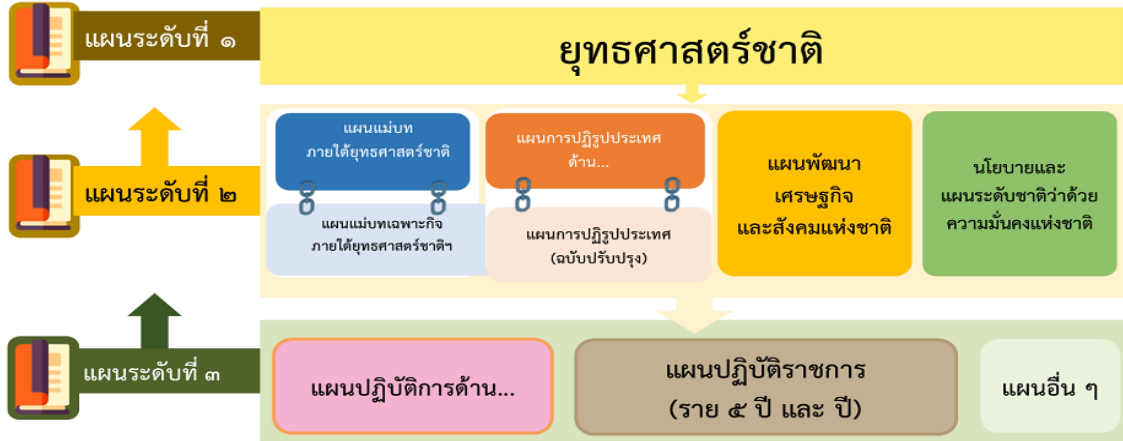 แผนระดับที่ ๑
ยุทธศาสตร์ชาติ
แผนระดับที่ ๒
แผนแม่บท
ภายใต้ยุทธศาสตร์ชาติ
แผนแม่บทเฉพาะกิจ
ภายใต้ยุทธศาสตร์ชาติฯ
แผนการปฏิรูปประเทศ
ด้าน...
แผนการปฏิรูปประเทศ
(ฉบับปรับปรุง)
แผนพัฒนา
เศรษฐกิจ
และสังคมแห่งชาติ
นโยบายและ
แผนระดับชาติว่าด้วย
ความมั่นคงแห่งชาติ
แผนระดับที่ ๓
แผนปฏิบัติการด้าน...
แผนปฏิบัติราชการ
(ราย ๕ ปี และ ปี)
แผนอื่น ๆ